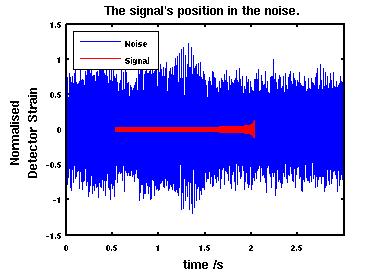 The signal's position in the noise.
Noise
Signal
Normalised
Detector Strain
1.5
1
0.5
0
-0.5
-1
-1.5
0 0.5 1 1.5 2 2.5
time /s